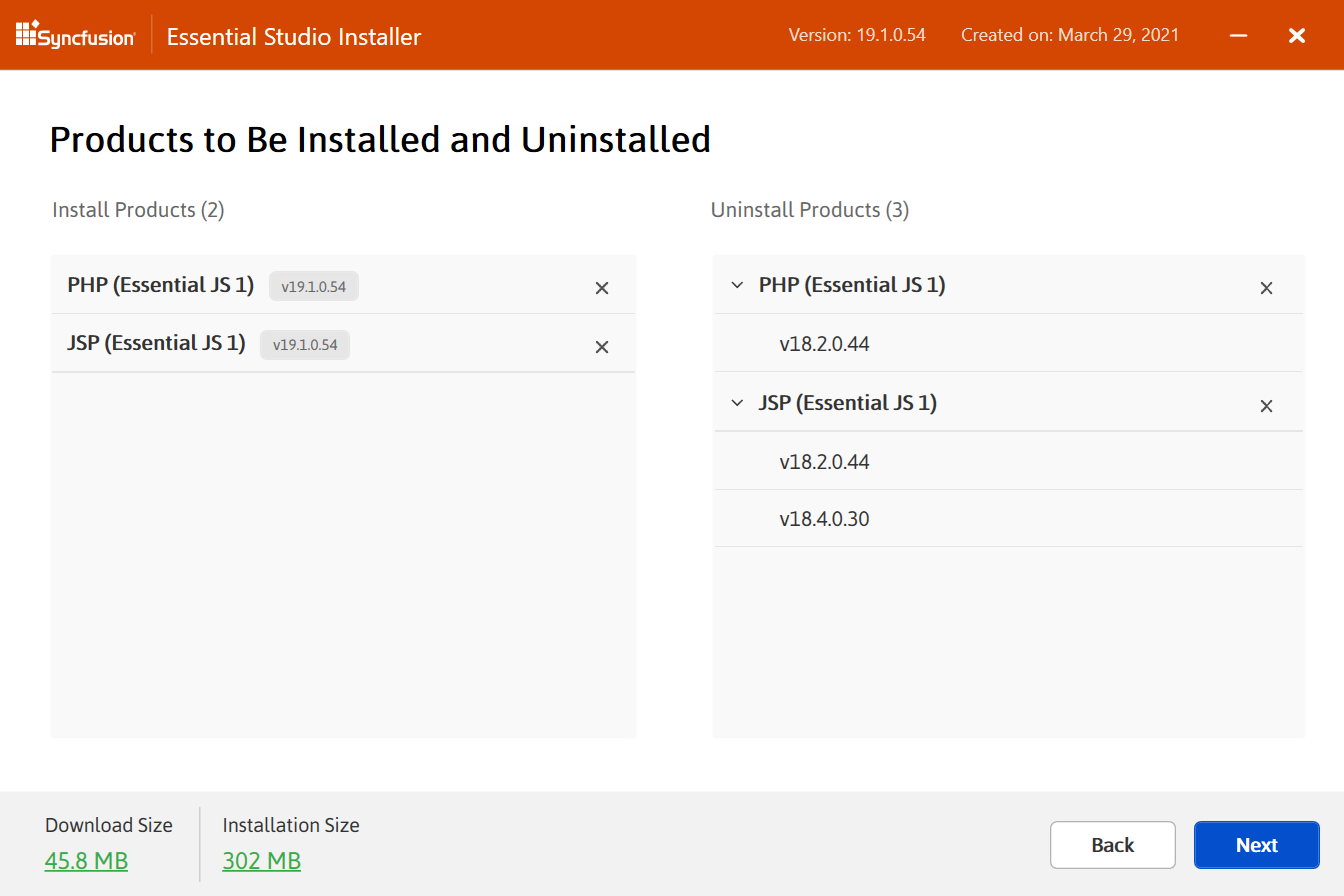 Syncfusion Essential Studio Installer Version: 19.1.0.54 Created on: March 29, 2021
Products to Be Installed and Uninstalled
Install Products (2)
PHP (Essential JS 1) v19.1.0.54
JSP (Essential JS 1) v19.1.0.54
Uninstall Products (3)
PHP (Essential JS 1)
v18.2.0.44
JSP (Essential JS 1)
v18.2.0.44
v18.4.0.30
Download Size
45.8 MB
Installation Size
302 MB
Back
Next